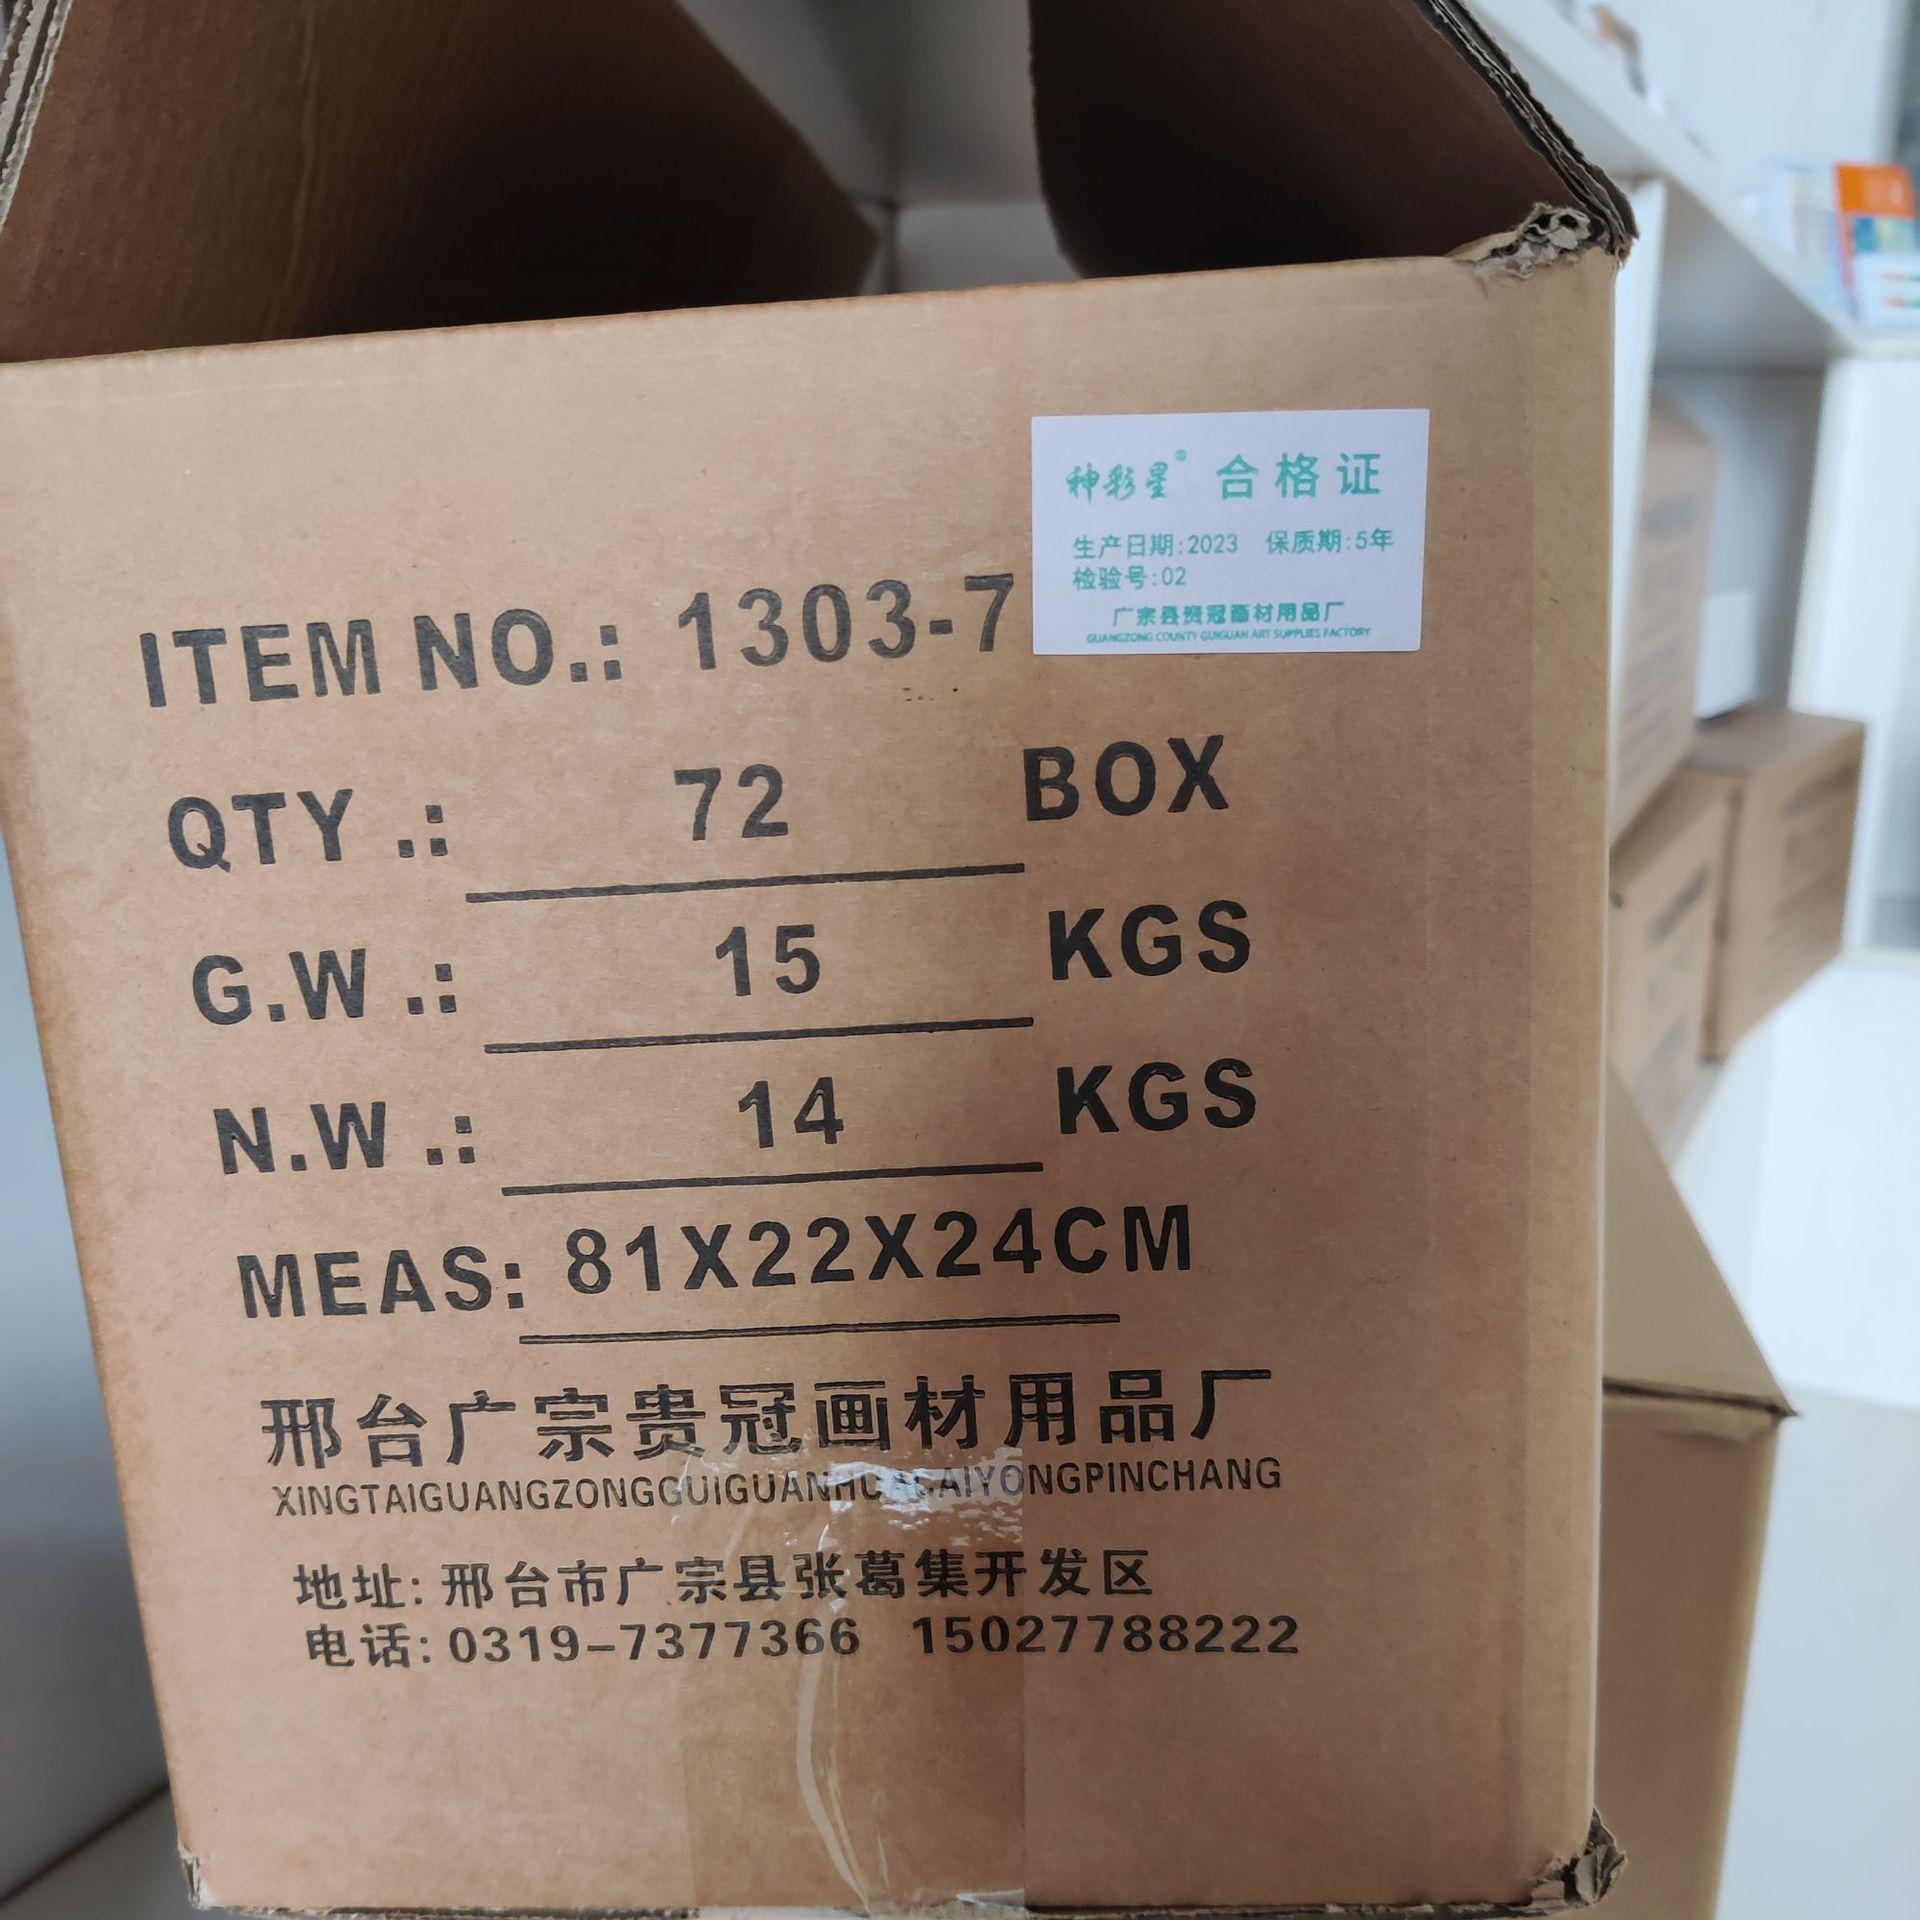 神彩星® 合格证
生产日期:2023 保质期:5年
检验号:02
广宗县贵冠画材用品厂
GUANGZONG COUNTY GUIGUAN ART SUPPLIES FACTORY
ITEM NO.: 1303-7
QTY .: 72 BOX
G.W .: 15 KGS
N.W .: 14 KGS
MEAS: 81X22X24CM
邢台广宗贵冠画材用品厂
地址: 邢台市广宗县张葛集开发区
电话: 0319-7377366 15027788222